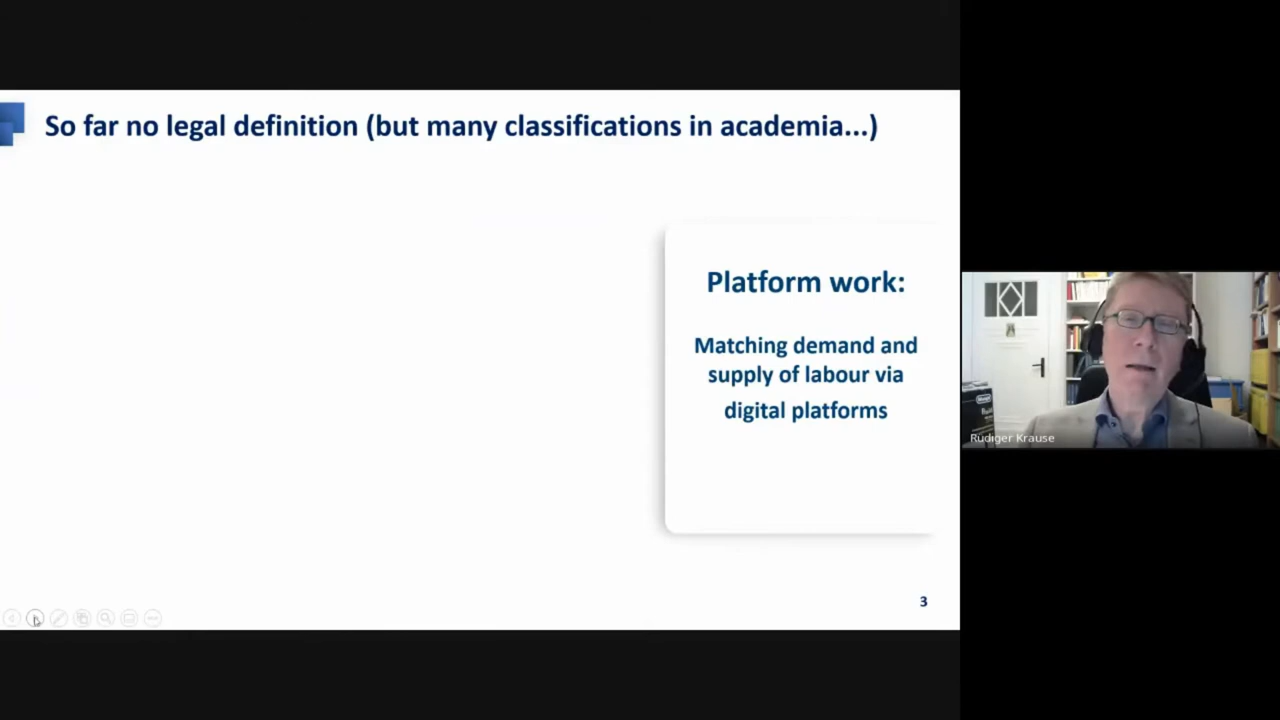 So far no legal definition (but many classifications in academia...)
Platform work:
Matching demand and
supply of labour via
digital platforms
Rüdiger Krause
3